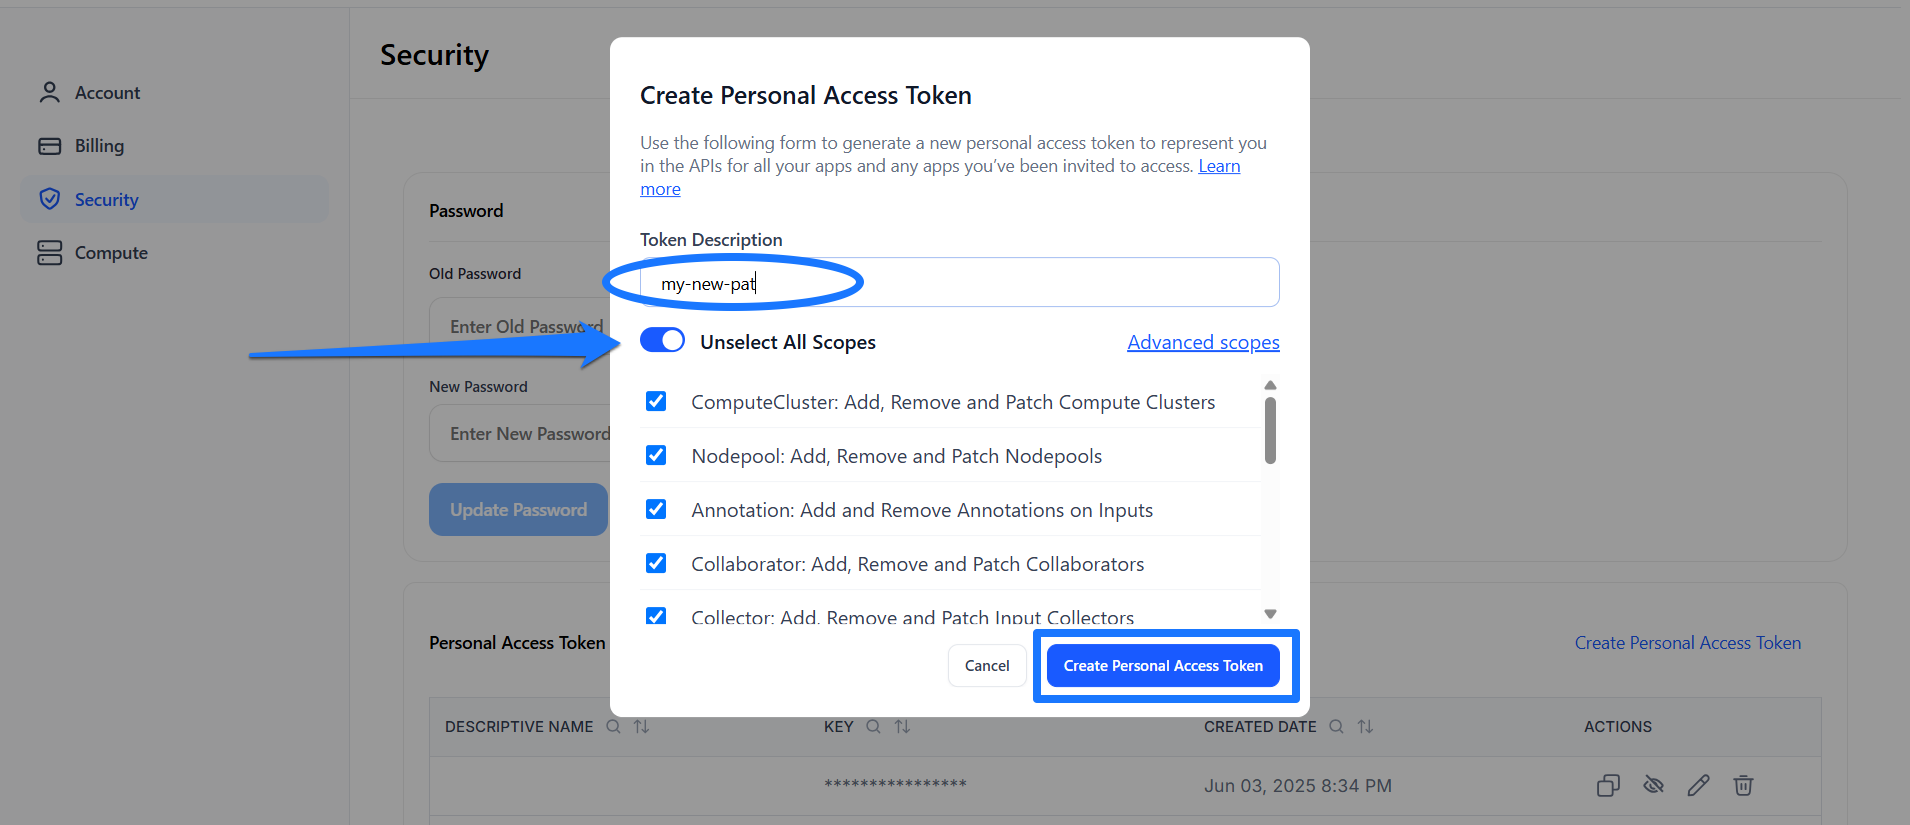 Security
Account
Billing
Security
Compute
Password
Old Password
Enter Old Password
New Password
Enter New Password
Update Password
Create Personal Access Token
Use the following form to generate a new personal access token to represent you
in the APIs for all your apps and any apps you’ve been invited to access. Learn
more
Token Description
my-new-pat
Unselect All Scopes
Advanced scopes
ComputeCluster: Add, Remove and Patch Compute Clusters
Nodepool: Add, Remove and Patch Nodepools
Annotation: Add and Remove Annotations on Inputs
Collaborator: Add, Remove and Patch Collaborators
Collector: Add, Remove and Patch Input Collectors
Cancel
Create Personal Access Token
Personal Access Token
Create Personal Access Token
DESCRIPTIVE NAME KEY CREATED DATE ACTIONS
**************** Jun 03, 2025 8:34 PM